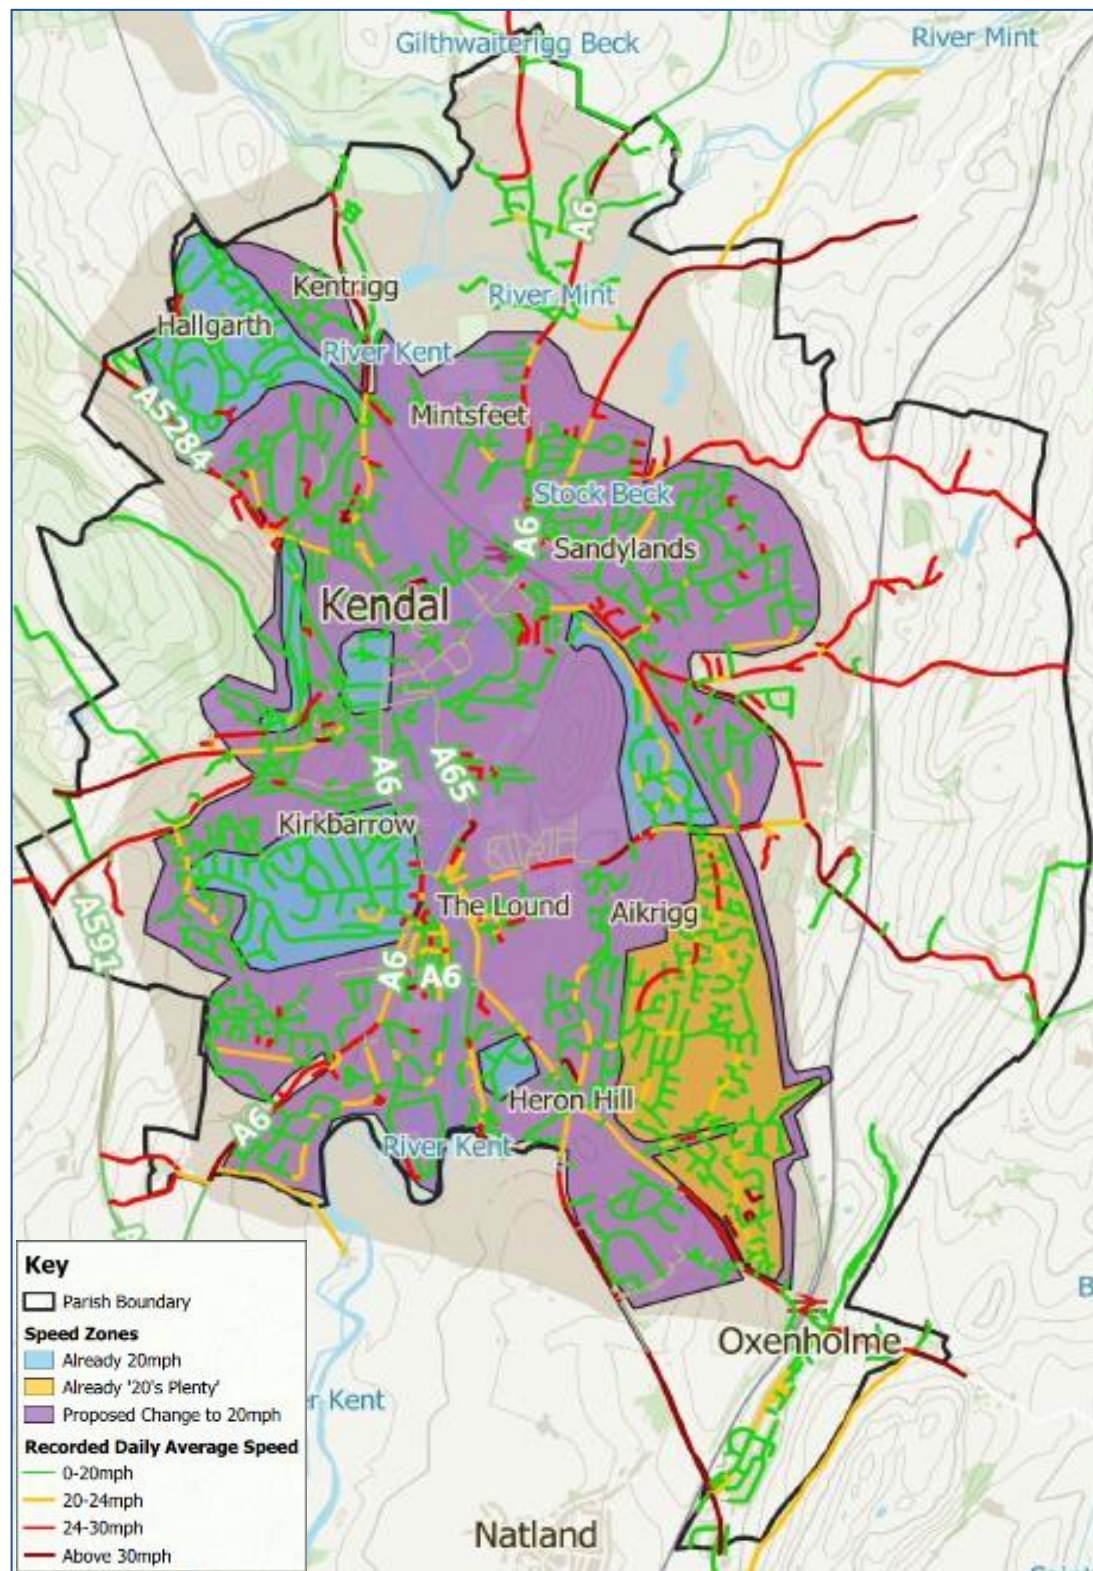 Gilthwaiterigg Beck
River Mint
A6
Kentrigg
River Mint
Hallgarth
River Kent
A5284
Mintsfeet
Stock Beck
A6
Sandylands
Kendal
A6
A65
Kirkbarrow
The Lound
Aikrigg
A591
A6
A6
Heron Hill
A6
River Kent
A
Key
Parish Boundary
Speed Zones
Already 20mph
Already '20's Plenty'
Proposed Change to 20mph
Recorded Daily Average Speed
0-20mph
20-24mph
24-30mph
Above 30mph
B
Oxenholme
er Kent
Natland